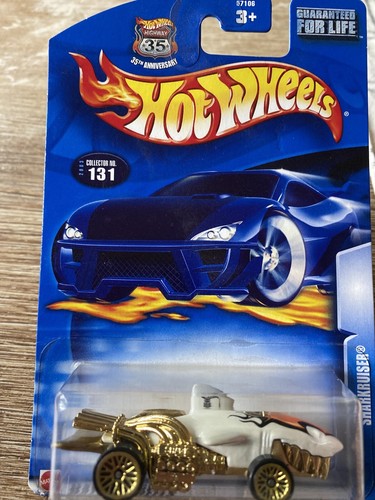 HOT WHEELS
HIGHWAY
35
35TH ANNIVERSARY
57186
3+
GUARANTEED
FOR LIFE
HOT WHEELS®
2003
COLLECTOR NO.
131
SHARKRUISER®